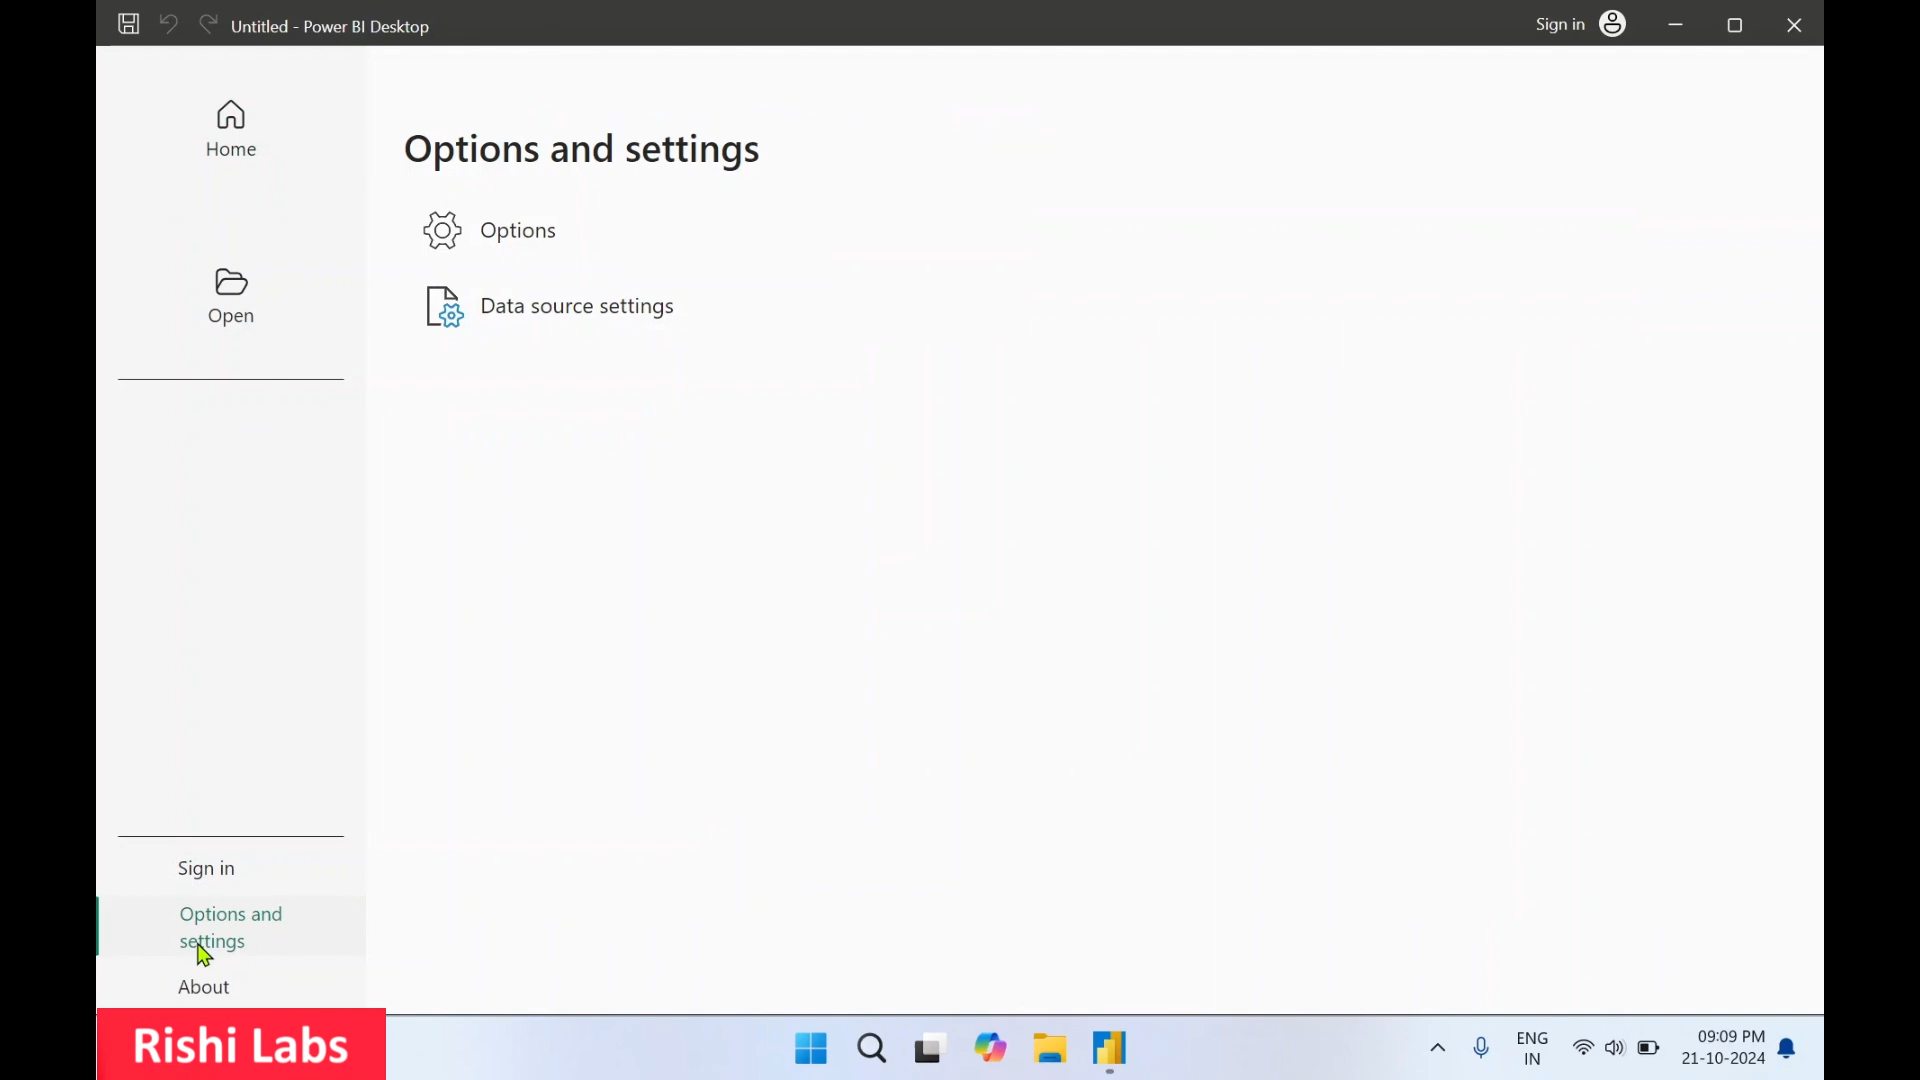 Untitled - Power BI Desktop
Sign in
Home
Open
Options and settings
Options
Data source settings
Sign in
Options and
settings
About
Rishi Labs
ENG
IN
09:09 PM
21-10-2024